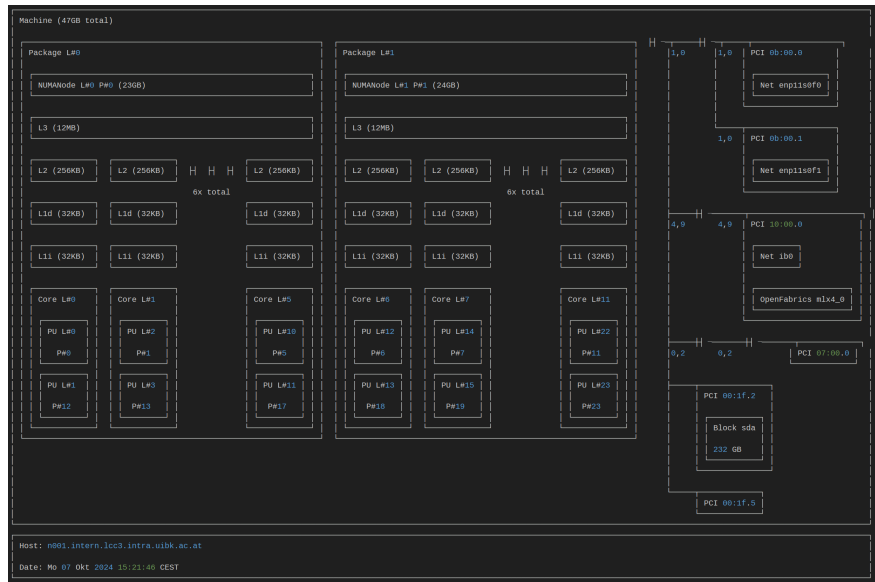 Machine (47GB total)
Package L#0
NUMANode L#0 P#0 (23GB)
L3 (12MB)
L2 (256KB) L2 (256KB) L2 (256KB)
6x total
L1d (32KB) L1d (32KB) L1d (32KB)
L1i (32KB) L1i (32KB) L1i (32KB)
Core L#0 Core L#1 Core L#5
PU L#0 PU L#2 PU L#10
P#0 P#1 P#5
PU L#1 PU L#3 PU L#11
P#12 P#13 P#17
Package L#1
NUMANode L#1 P#1 (24GB)
L3 (12MB)
L2 (256KB) L2 (256KB) L2 (256KB)
6x total
L1d (32KB) L1d (32KB) L1d (32KB)
L1i (32KB) L1i (32KB) L1i (32KB)
Core L#6 Core L#7 Core L#11
PU L#12 PU L#14 PU L#22
P#6 P#7 P#11
PU L#13 PU L#15 PU L#23
P#18 P#19 P#23
1,0 1,0 PCI 0b:00.0
Net enp11s0f0
1,0 PCI 0b:00.1
Net enp11s0f1
4,9 4,9 PCI 10:00.0
Net ib0
OpenFabrics mlx4_0
0,2 0,2 PCI 07:00.0
PCI 00:1f.2
Block sda
232 GB
PCI 00:1f.5
Host: n001.intern.lcc3.intra.uibk.ac.at
Date: Mo 07 Okt 2024 15:21:46 CEST